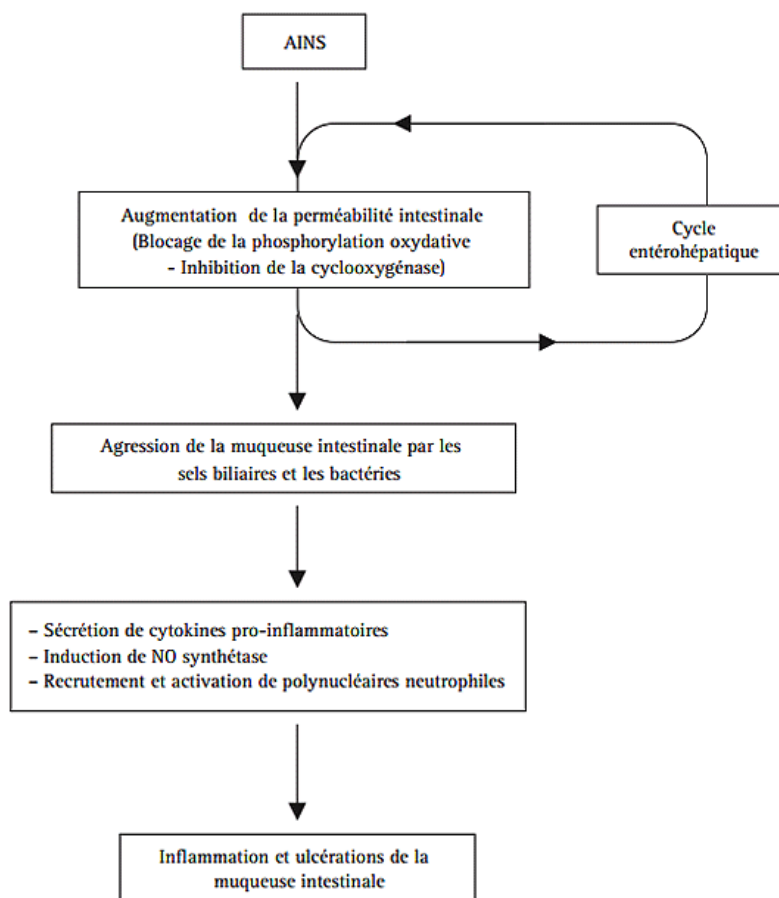 AINS
Augmentation de la perméabilité intestinale
(Blocage de la phosphorylation oxydative
- Inhibition de la cyclooxygénase)
Cycle
entérohépatique
Agression de la muqueuse intestinale par les
sels biliaires et les bactéries
– Sécrétion de cytokines pro-inflammatoires
– Induction de NO synthétase
– Recrutement et activation de polynucléaires neutrophiles
Inflammation et ulcérations de la
muqueuse intestinale